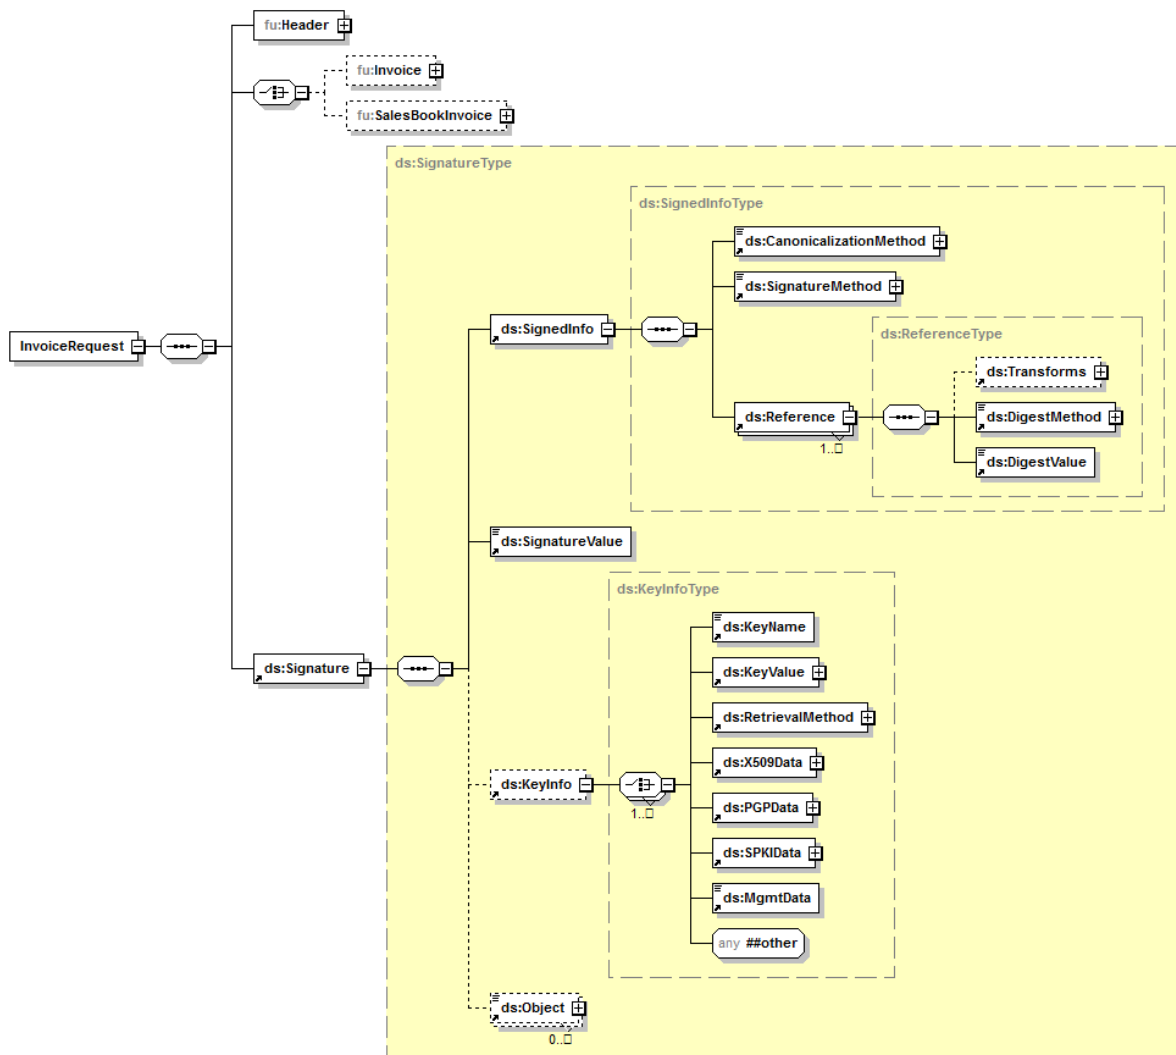 fu:Header
fu:Invoice
fu:SalesBookInvoice
ds:SignatureType
ds:SignedInfoType
ds:CanonicalizationMethod
ds:SignatureMethod
ds:SignedInfo
ds:ReferenceType
InvoiceRequest
ds:Transforms
ds:Reference
ds:DigestMethod
1..□
ds:DigestValue
ds:SignatureValue
ds:KeyInfoType
ds:KeyName
ds:Signature
ds:KeyValue
ds:RetrievalMethod
ds:X509Data
ds:KeyInfo
ds:PGPData
1..□
ds:SPKIData
ds:MgmtData
any ##other
ds:Object
0..□